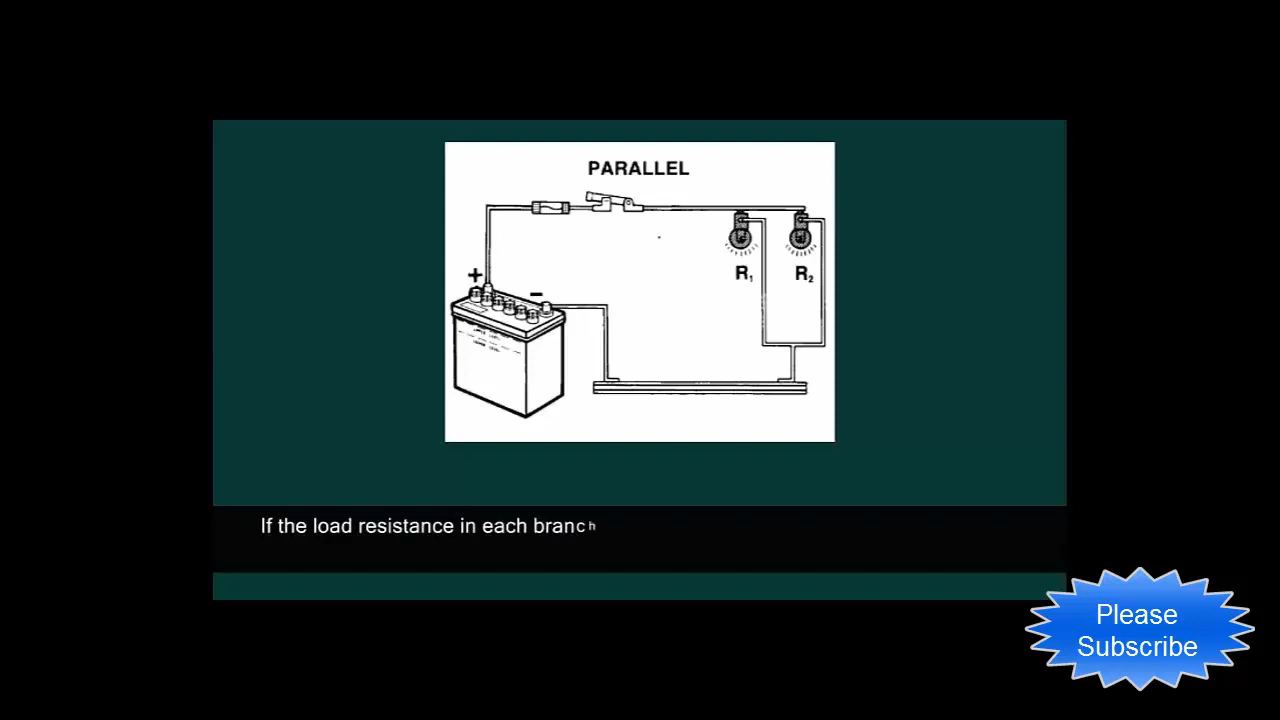 PARALLEL
+
−
R₁
R₂
If the load resistance in each branch
Please
Subscribe